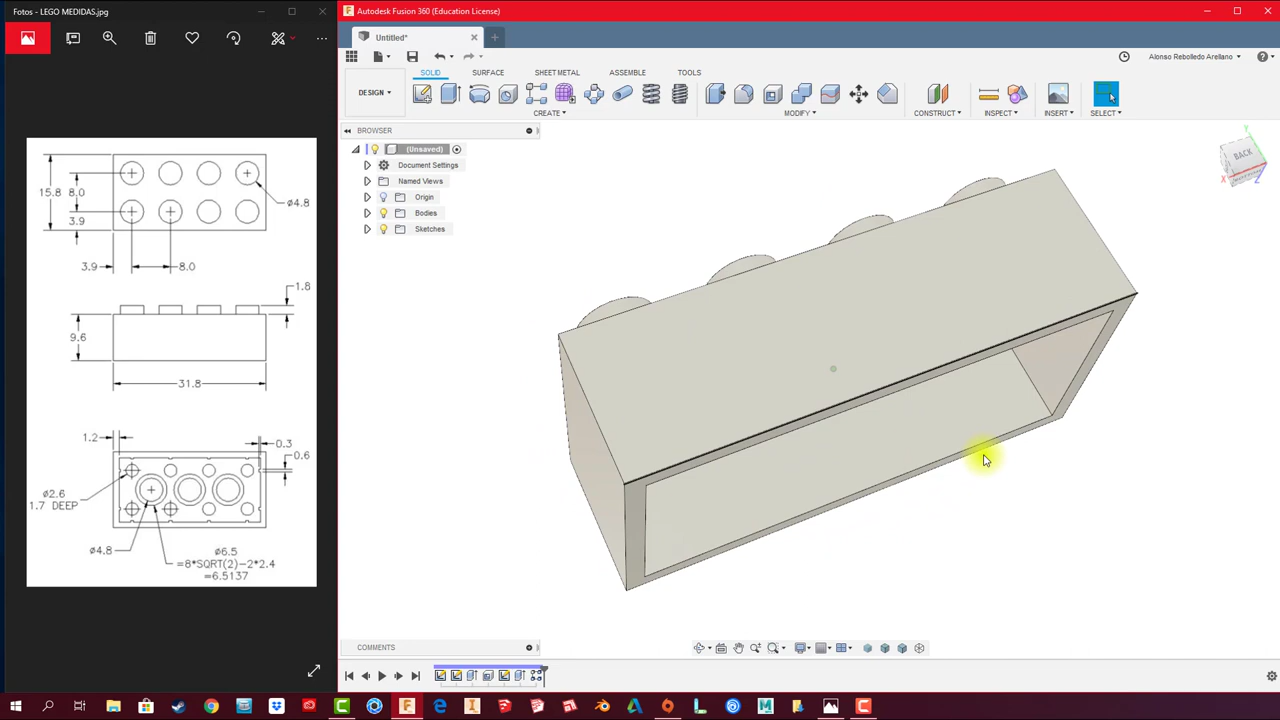 Fotos - LEGO MEDIDAS.jpg
Autodesk Fusion 360 (Education License)
Untitled*
Alonso Rebolledo Arellano
SOLID
SURFACE
SHEET METAL
ASSEMBLE
TOOLS
DESIGN
CREATE
MODIFY
CONSTRUCT
INSPECT
INSERT
SELECT
BROWSER
(Unsaved)
Document Settings
Named Views
Origin
Bodies
Sketches
BACK
X
Y
Z
15.8
8.0
3.9
ø4.8
3.9
8.0
1.8
9.6
31.8
1.2
0.3
0.6
ø2.6
1.7 DEEP
ø4.8
ø6.5
=8*SQRT(2)-2*2.4
=6.5137
COMMENTS